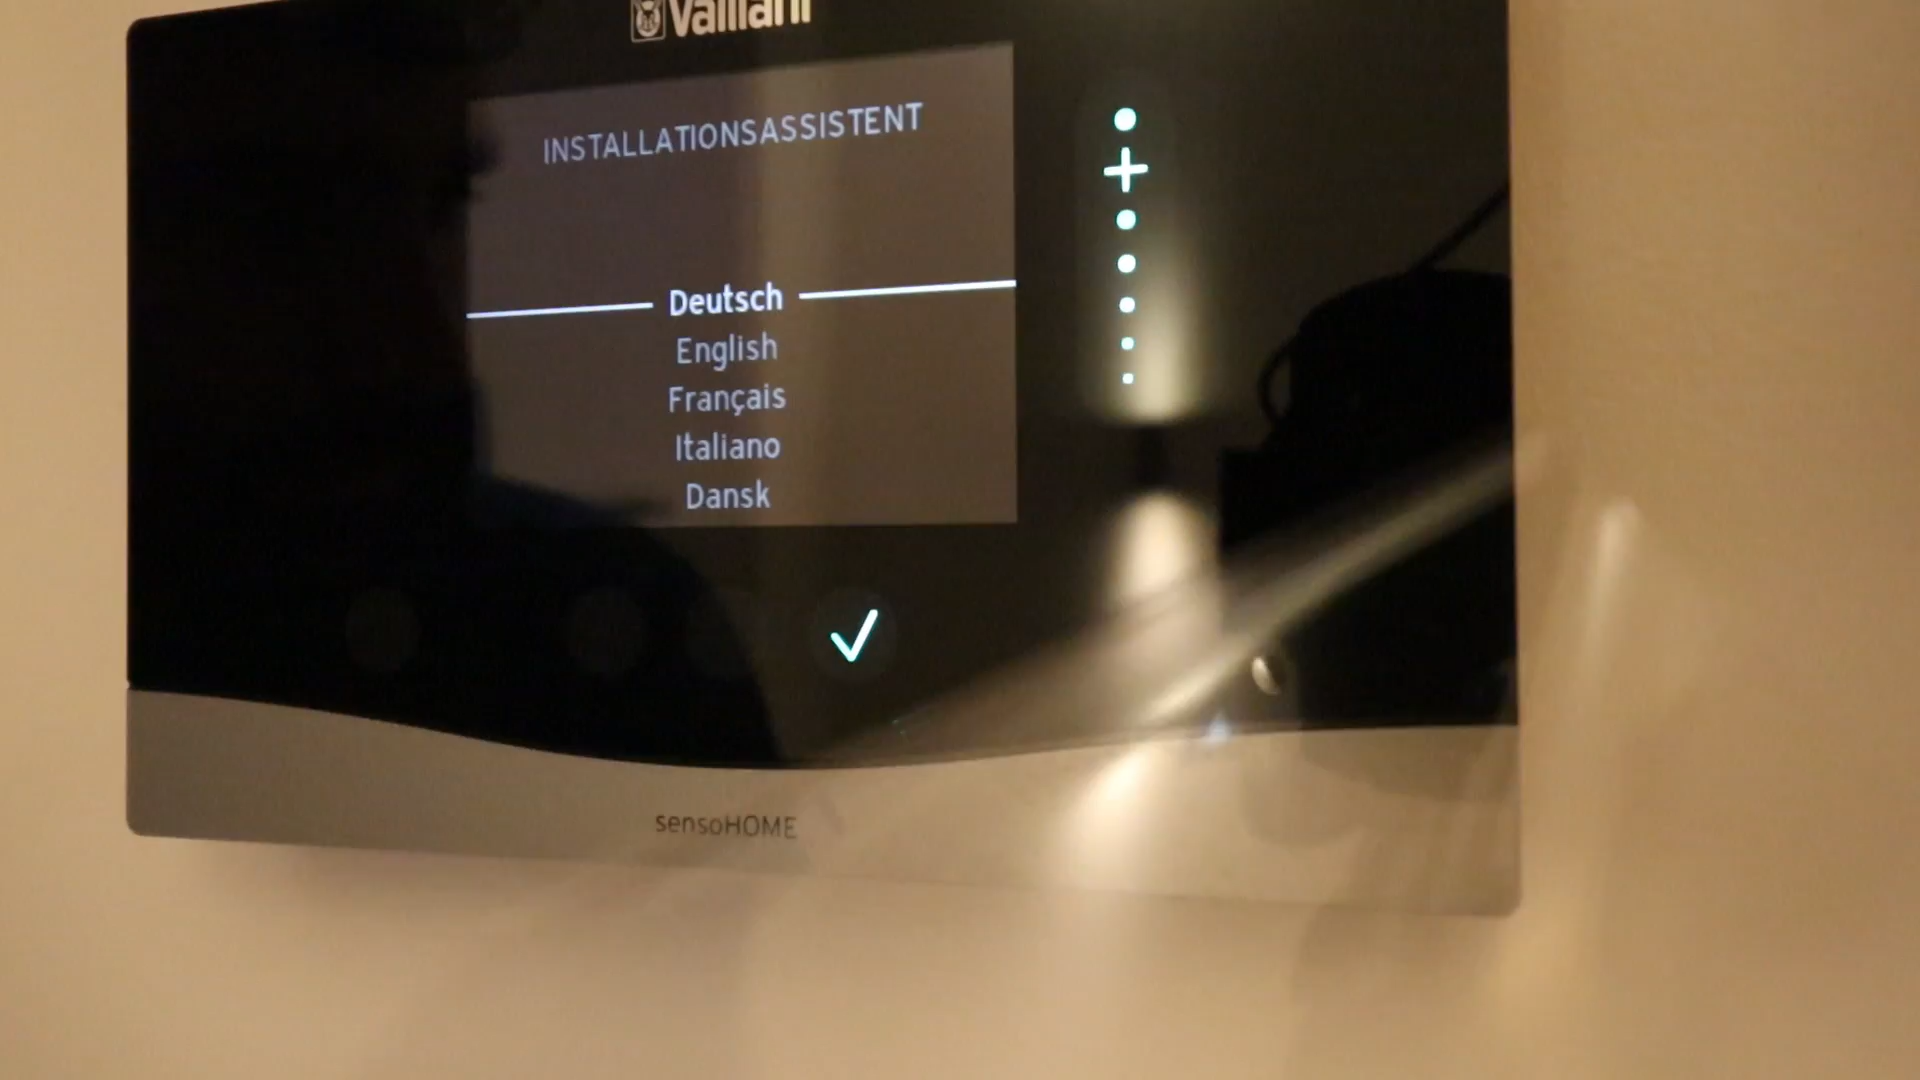 Vaillant
INSTALLATIONSASSISTENT
Deutsch
English
Français
Italiano
Dansk
sensoHOME